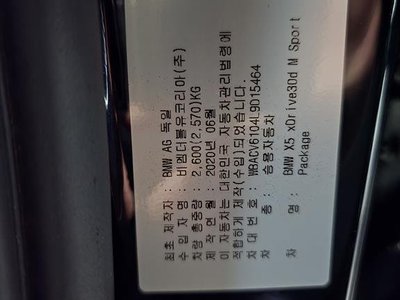 최초 제작자 : BMW AG 독일
수 입 자 명 : 비엠더블유코리아(주)
차량 총중량 : 2,600(2,570)KG
제 작 연 월 : 2020년 06월
이 자동차는 대한민국 자동차관리법령에
적합하게 제작(수입)되었습니다.
차 대 번 호 : WBACV6104L9D15464
차 종 : 승용자동차
차 명 : BMW X5 xDrive30d M Sport
Package